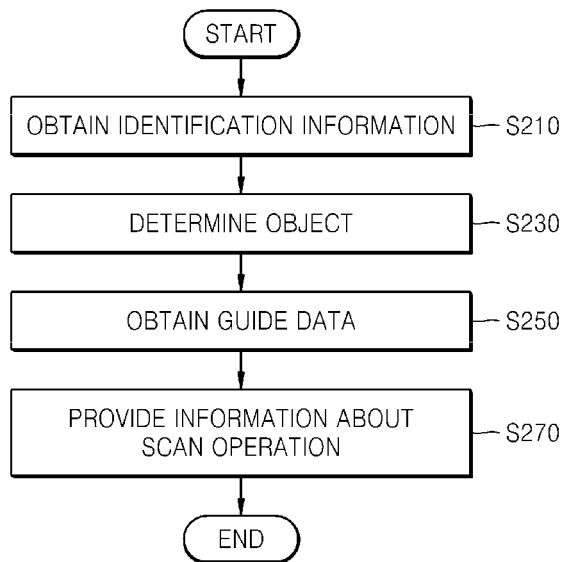 START
OBTAIN IDENTIFICATION INFORMATION
S210
DETERMINE OBJECT
S230
OBTAIN GUIDE DATA
S250
PROVIDE INFORMATION ABOUT
SCAN OPERATION
S270
END